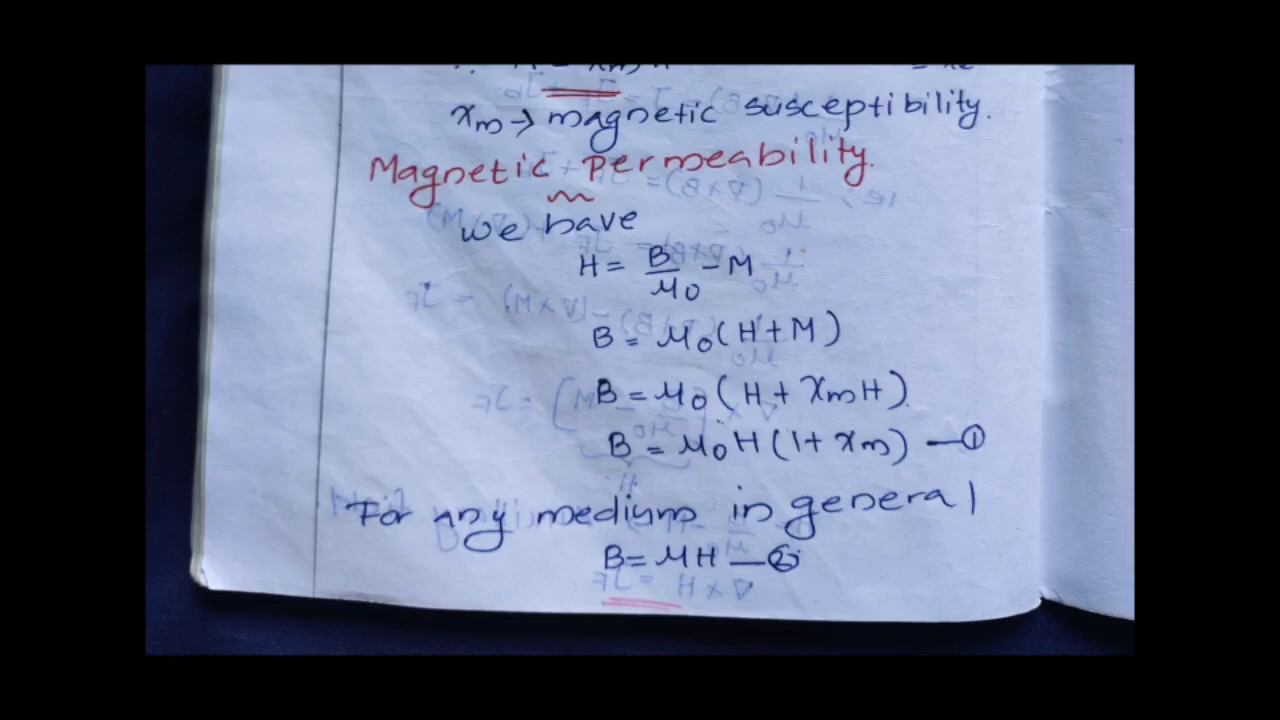 χm → magnetic susceptibility.
Magnetic permeability.
we have
H = B/μ0 - M
B = μ0(H+M)
B = μ0(H + χmH)
B = μ0H(1+ χm) —①
For any medium in general
B = μH —②